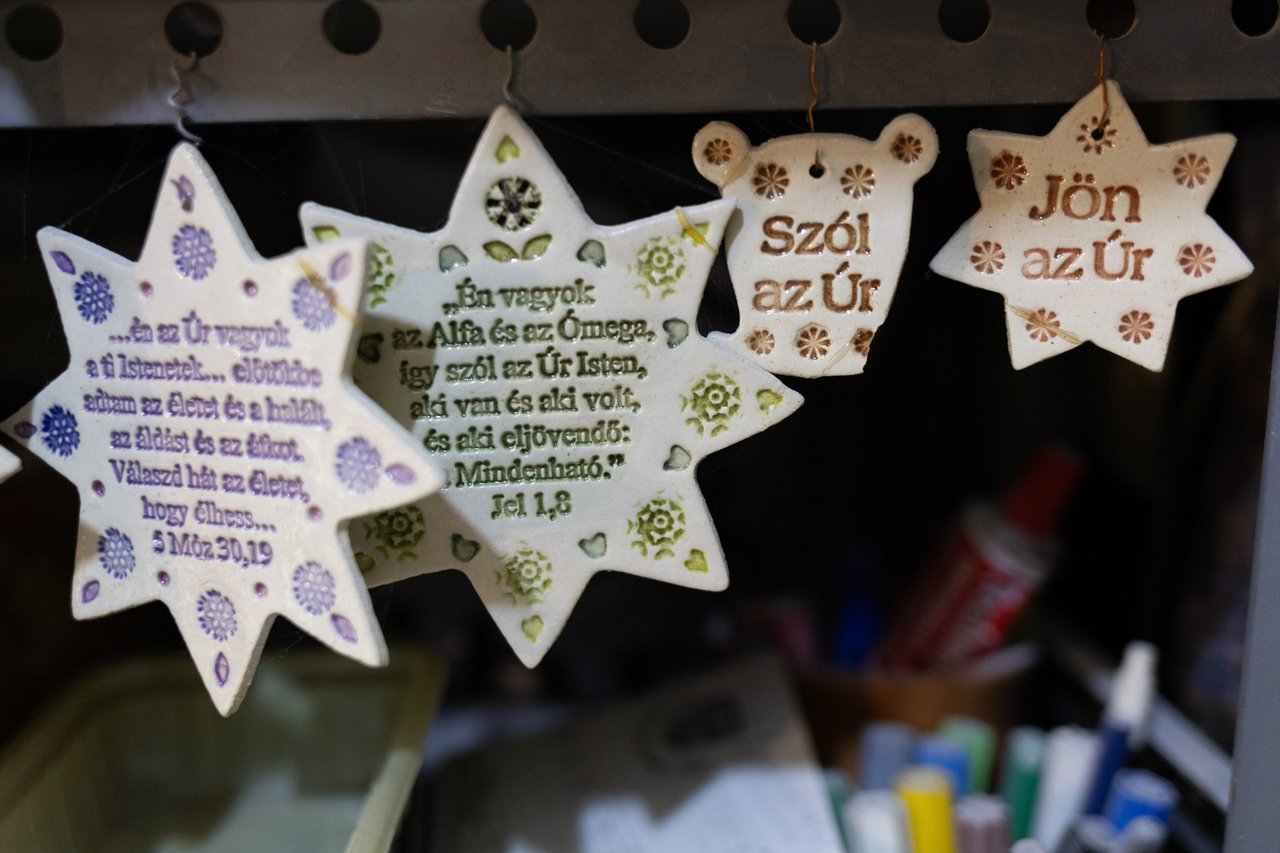 ...én az Úr vagyok
a ti Istenetek... előtökbe
adtam az életet és a halált,
az áldást és az átkot.
Válaszd hát az életet,
hogy élhess...
5 Móz 30,19
„Én vagyok
az Alfa és az Ómega,
így szól az Úr Isten,
aki van és aki volt,
és aki eljövendő:
Mindenható.”
Jel 1,8
Szól
az Úr
Jön
az Úr